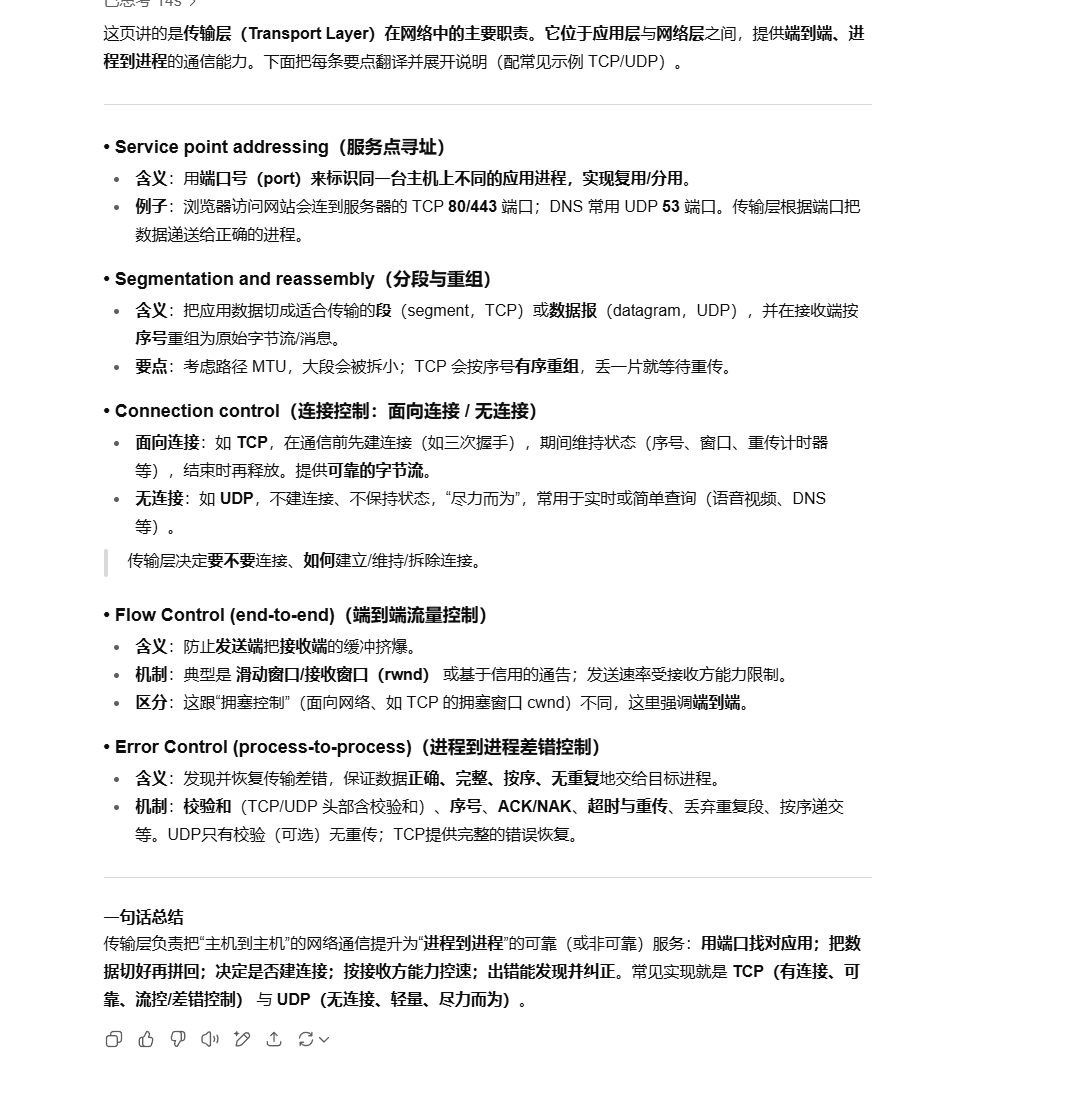 已思考 14s >
这页讲的是传输层（Transport Layer）在网络中的主要职责。它位于应用层与网络层之间，提供端到端、进
程到进程的通信能力。下面把每条要点翻译并展开说明（配常见示例 TCP/UDP）。
• Service point addressing（服务点寻址）
• 含义：用端口号（port）来标识同一台主机上不同的应用进程，实现复用/分用。
• 例子：浏览器访问网站会连到服务器的 TCP 80/443 端口；DNS 常用 UDP 53 端口。传输层根据端口把
数据递送给正确的进程。
• Segmentation and reassembly（分段与重组）
• 含义：把应用数据切成适合传输的段（segment，TCP）或数据报（datagram，UDP），并在接收端按
序号重组为原始字节流/消息。
• 要点：考虑路径 MTU，大段会被拆小；TCP 会按序号有序重组，丢一片就等待重传。
• Connection control（连接控制：面向连接 / 无连接）
• 面向连接：如 TCP，在通信前先建连接（如三次握手），期间维持状态（序号、窗口、重传计时器
等），结束时再释放。提供可靠的字节流。
• 无连接：如 UDP，不建连接、不保持状态，“尽力而为”，常用于实时或简单查询（语音视频、DNS
等）。
传输层决定要不要连接、如何建立/维持/拆除连接。
• Flow Control (end-to-end)（端到端流量控制）
• 含义：防止发送端把接收端的缓冲挤爆。
• 机制：典型是 滑动窗口/接收窗口（rwnd） 或基于信用的通告；发送速率受接收方能力限制。
• 区分：这跟“拥塞控制”（面向网络、如 TCP 的拥塞窗口 cwnd）不同，这里强调端到端。
• Error Control (process-to-process)（进程到进程差错控制）
• 含义：发现并恢复传输差错，保证数据正确、完整、按序、无重复地交给目标进程。
• 机制：校验和（TCP/UDP 头部含校验和）、序号、ACK/NAK、超时与重传、丢弃重复段、按序递交
等。UDP只有校验（可选）无重传；TCP提供完整的错误恢复。
一句话总结
传输层负责把“主机到主机”的网络通信提升为“进程到进程”的可靠（或非可靠）服务：用端口找对应用；把数
据切好再拼回；决定是否建连接；按接收方能力控速；出错能发现并纠正。常见实现就是 TCP（有连接、可
靠、流控/差错控制） 与 UDP（无连接、轻量、尽力而为）。